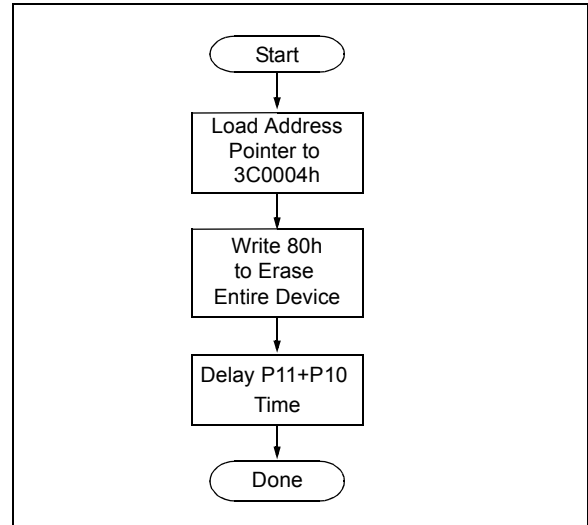 Start
Load Address
Pointer to
3C0004h
Write 80h
to Erase
Entire Device
Delay P11+P10
Time
Done